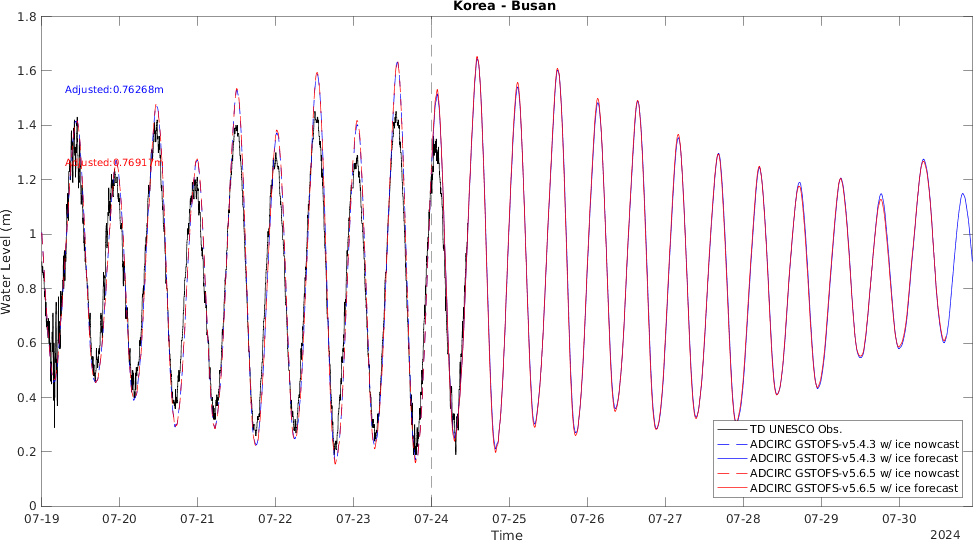 Korea - Busan
1.8
1.6
1.4
1.2
1
0.8
0.6
0.4
0.2
0
Water Level (m)
Adjusted:0.76268m
Adjusted:0.76917m
TD UNESCO Obs.
ADCIRC GSTOFS-v5.4.3 w/ ice nowcast
ADCIRC GSTOFS-v5.4.3 w/ ice forecast
ADCIRC GSTOFS-v5.6.5 w/ ice nowcast
ADCIRC GSTOFS-v5.6.5 w/ ice forecast
07-19 07-20 07-21 07-22 07-23 07-24 07-25 07-26 07-27 07-28 07-29 07-30
Time
2024